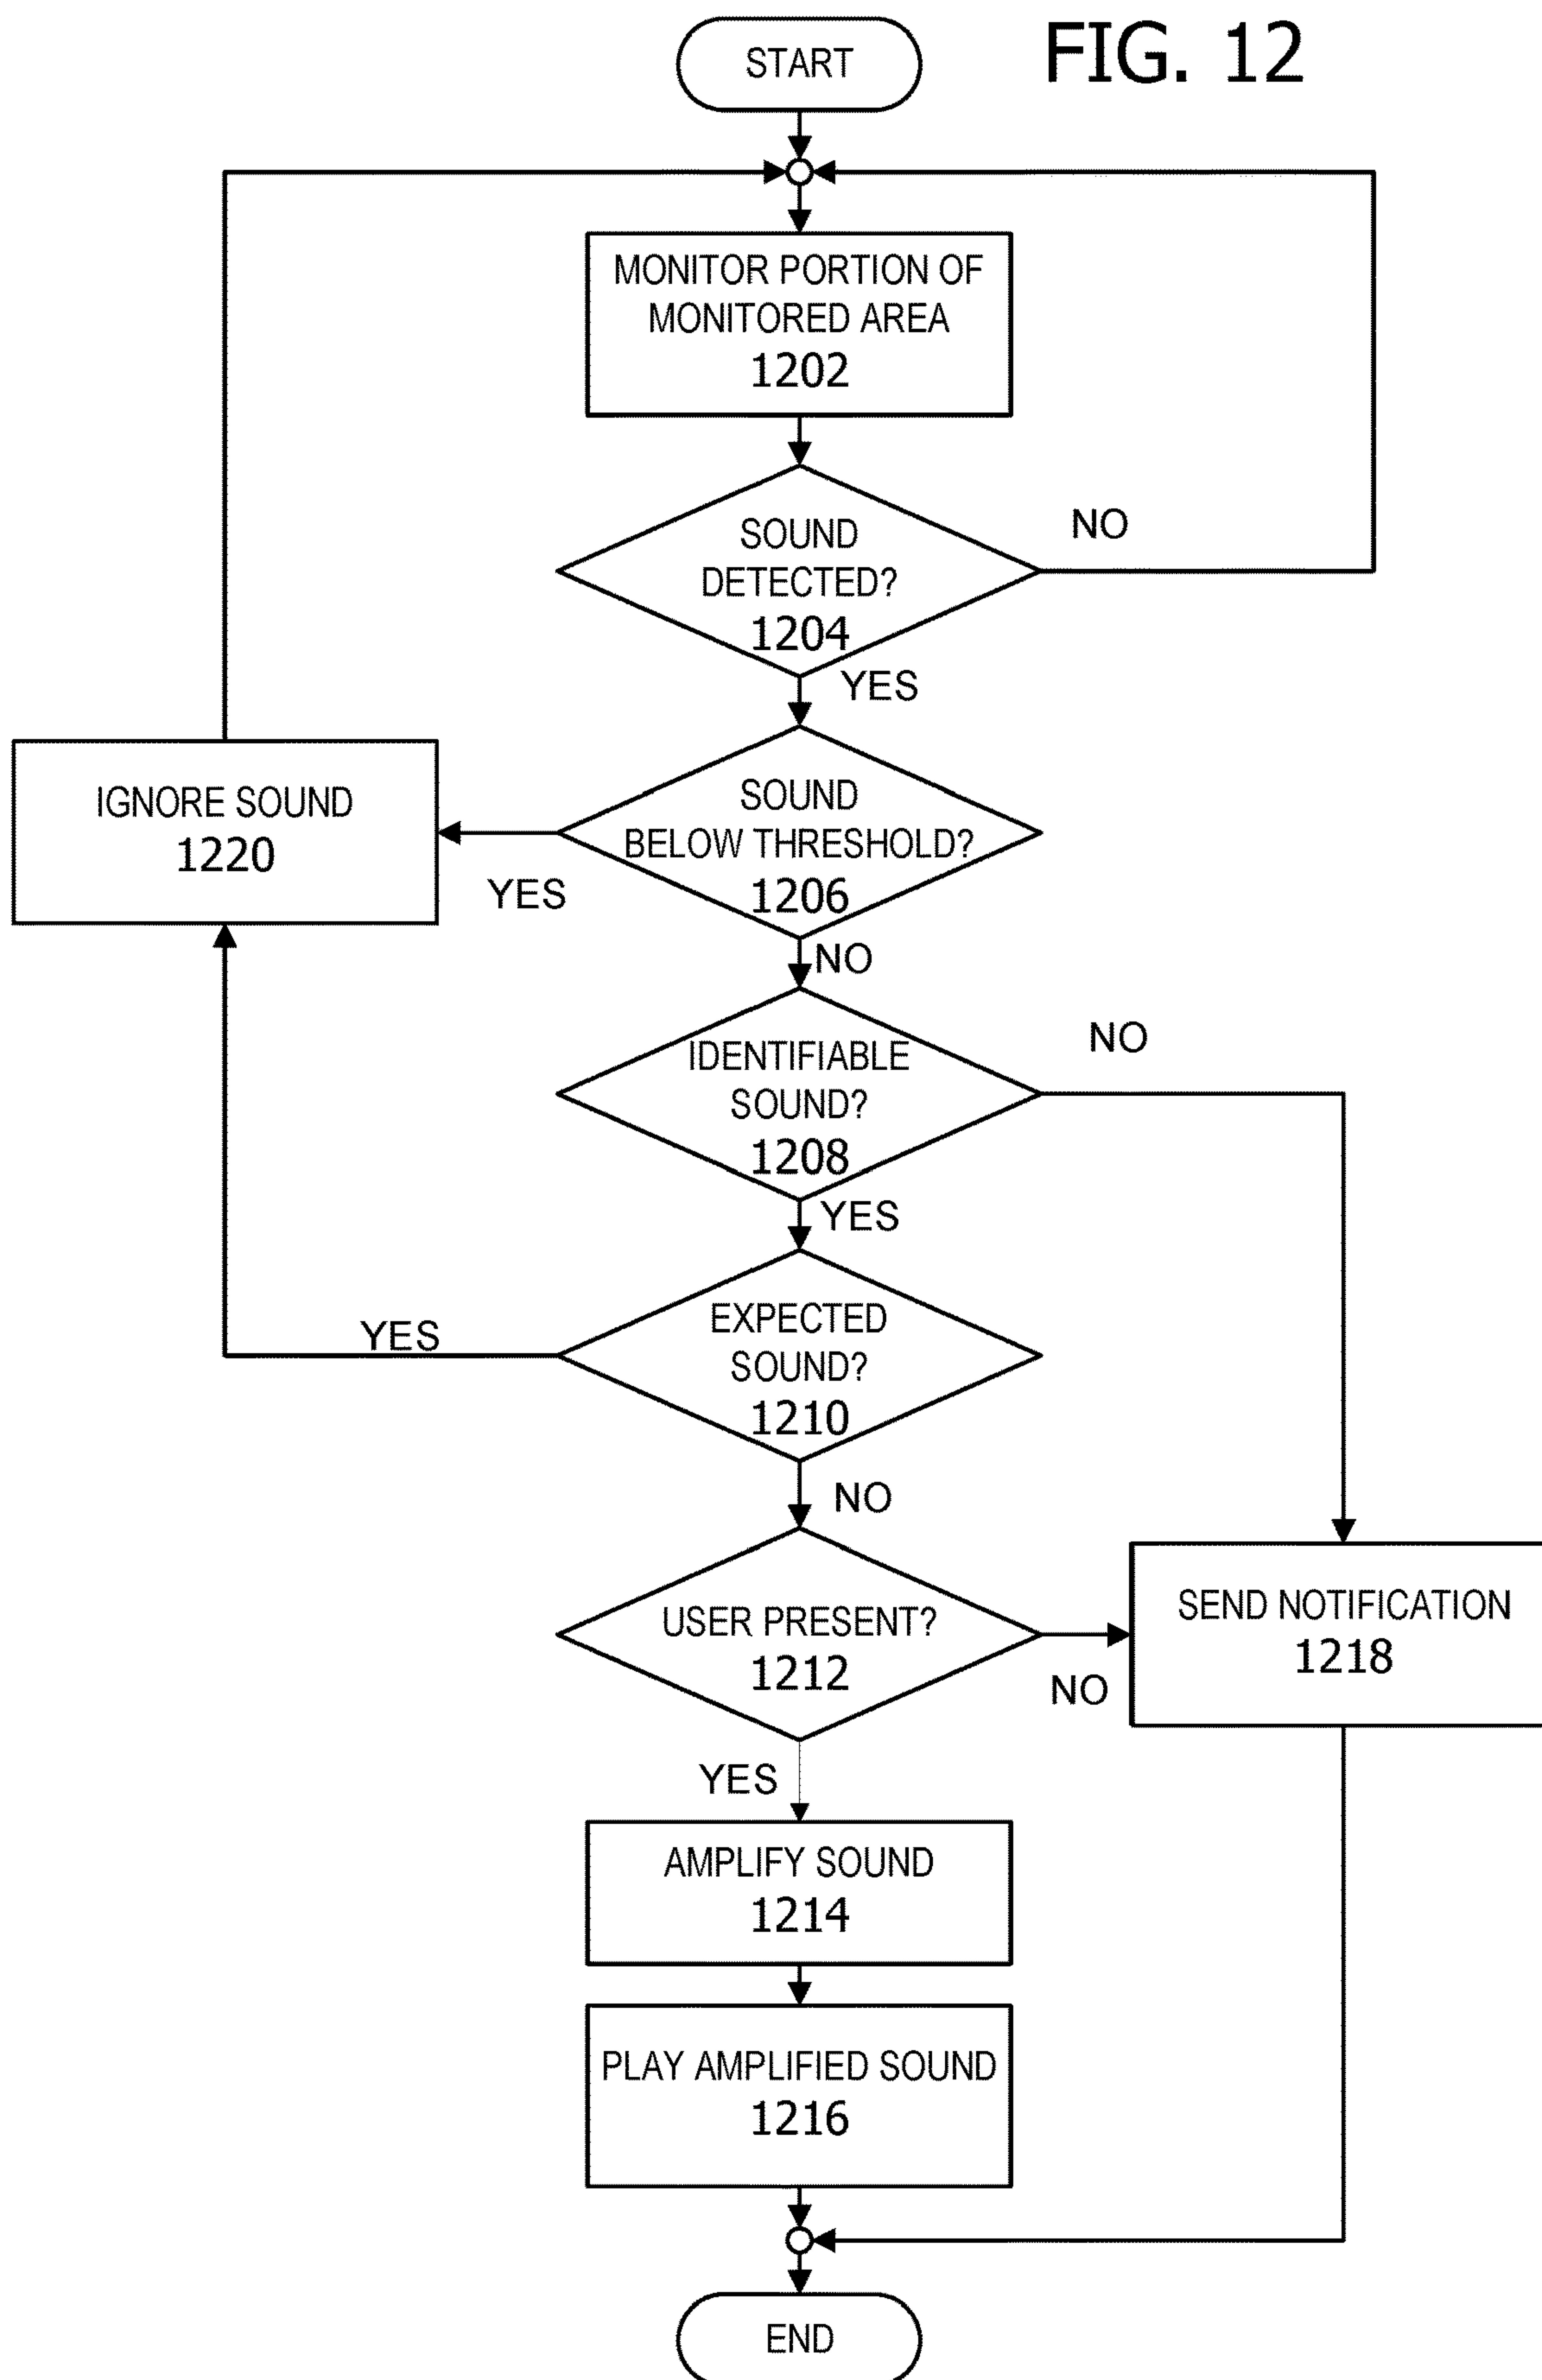 FIG. 12
START
MONITOR PORTION OF
MONITORED AREA
1202
SOUND
DETECTED?
1204
NO
YES
SOUND
BELOW THRESHOLD?
1206
YES
IGNORE SOUND
1220
NO
IDENTIFIABLE
SOUND?
1208
NO
YES
EXPECTED
SOUND?
1210
YES
NO
USER PRESENT?
1212
NO
SEND NOTIFICATION
1218
YES
AMPLIFY SOUND
1214
PLAY AMPLIFIED SOUND
1216
END